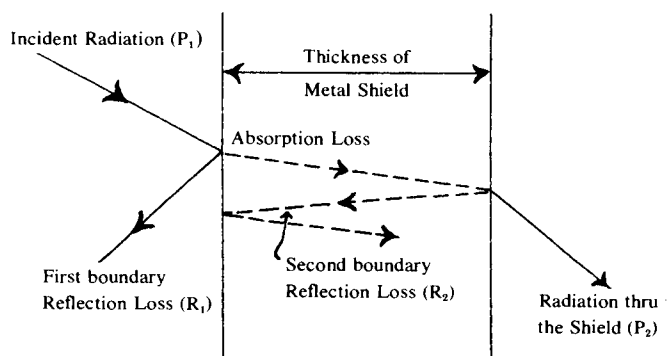 Incident Radiation (P₁)
Thickness of
Metal Shield
Absorption Loss
First boundary
Reflection Loss (R₁)
Second boundary
Reflection Loss (R₂)
Radiation thru
the Shield (P₂)